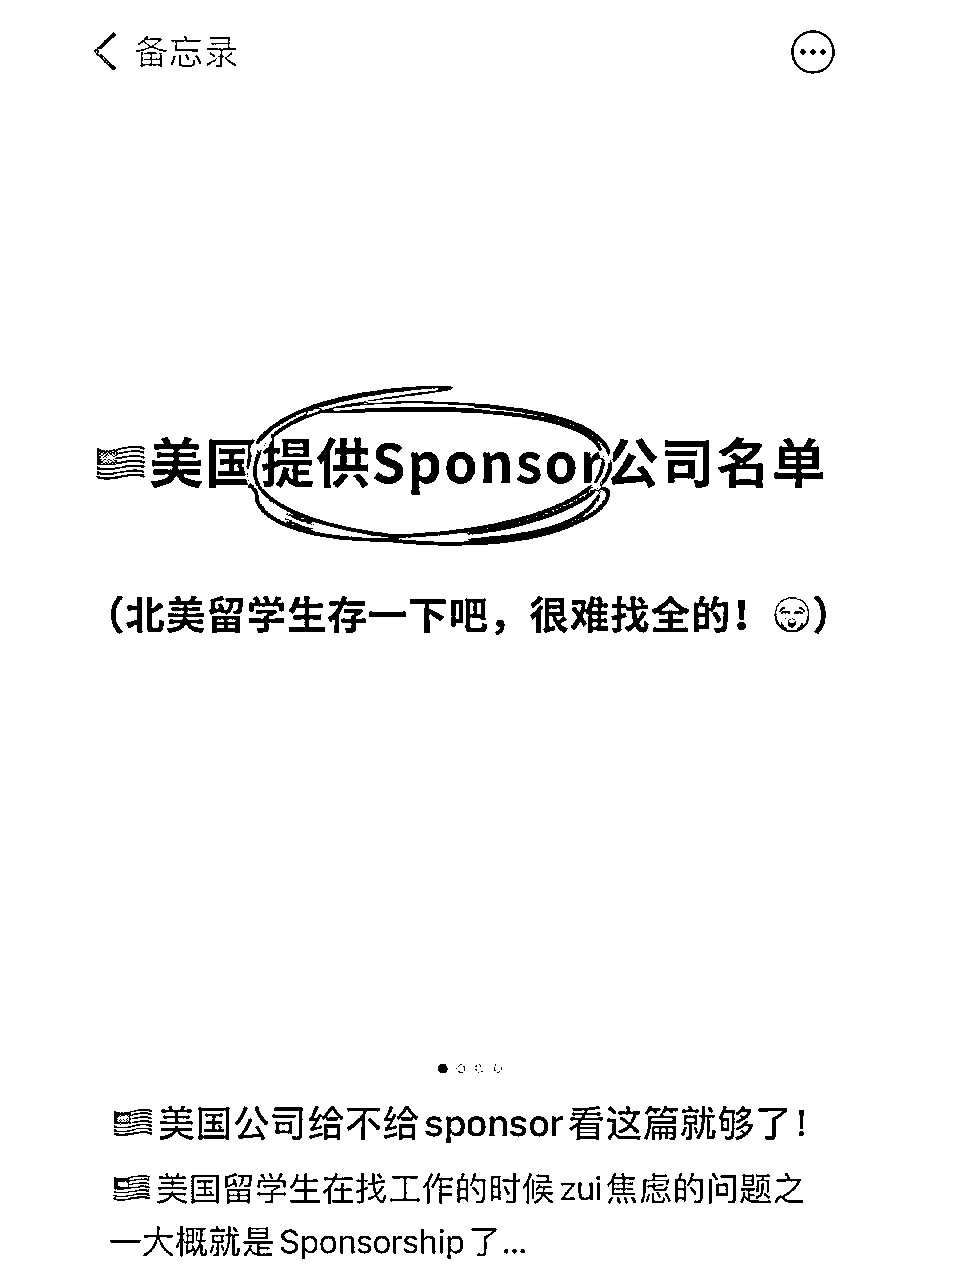 备忘录
🇺🇸美国提供Sponsor公司名单
（北美留学生存一下吧，很难找全的！😭）
🇺🇸美国公司给不给sponsor看这篇就够了！
🇺🇸美国留学生在找工作的时候zui焦虑的问题之
一大概就是Sponsorship了...